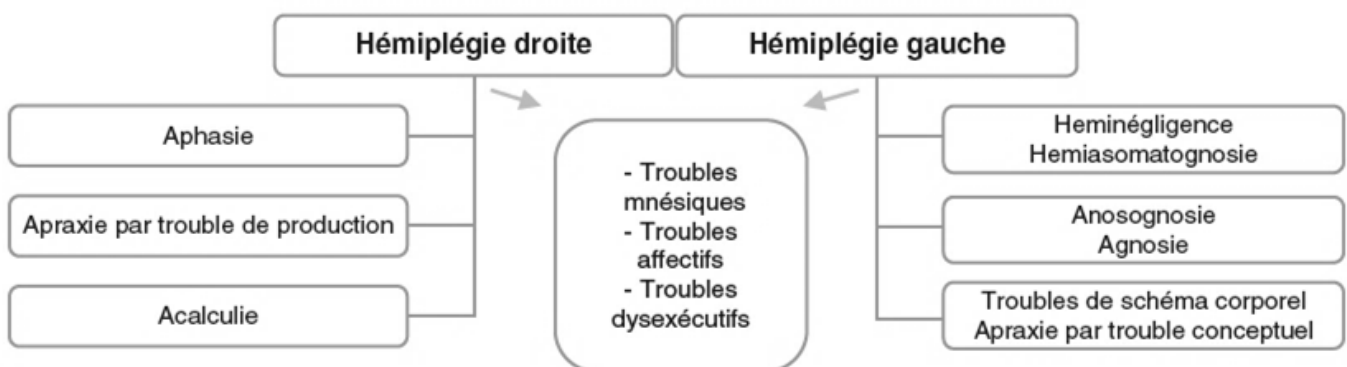 Hémiplégie droite
Hémiplégie gauche
Aphasie
Apraxie par trouble de production
Acalculie
- Troubles
mnésiques
- Troubles
affectifs
- Troubles
dysexécutifs
Heminégligence
Hemiasomatognosie
Anosognosie
Agnosie
Troubles de schéma corporel
Apraxie par trouble conceptuel